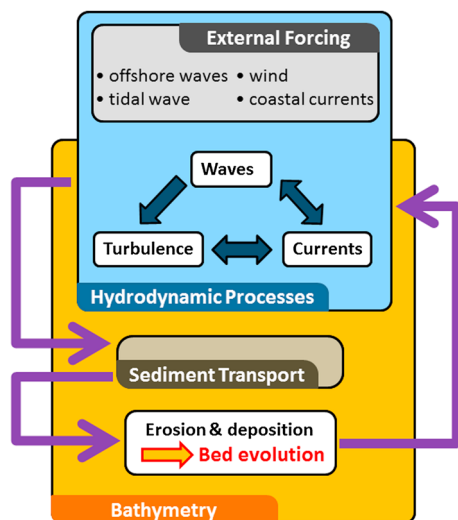 External Forcing
• offshore waves • wind
• tidal wave • coastal currents
Waves
Turbulence
Currents
Hydrodynamic Processes
Sediment Transport
Erosion & deposition
Bed evolution
Bathymetry